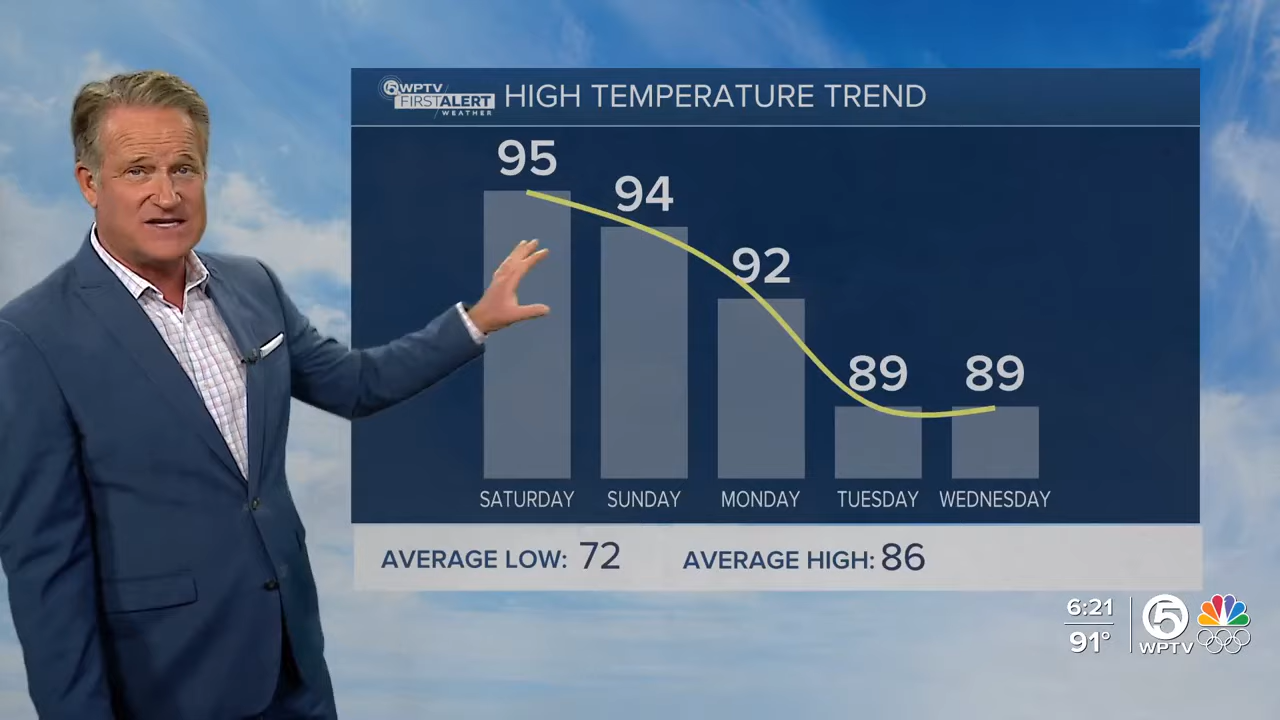 5 WPTV
FIRST ALERT
WEATHER
HIGH TEMPERATURE TREND
95
94
92
89
89
SATURDAY
SUNDAY
MONDAY
TUESDAY
WEDNESDAY
AVERAGE LOW: 72
AVERAGE HIGH: 86
6:21
91°
5
WPTV